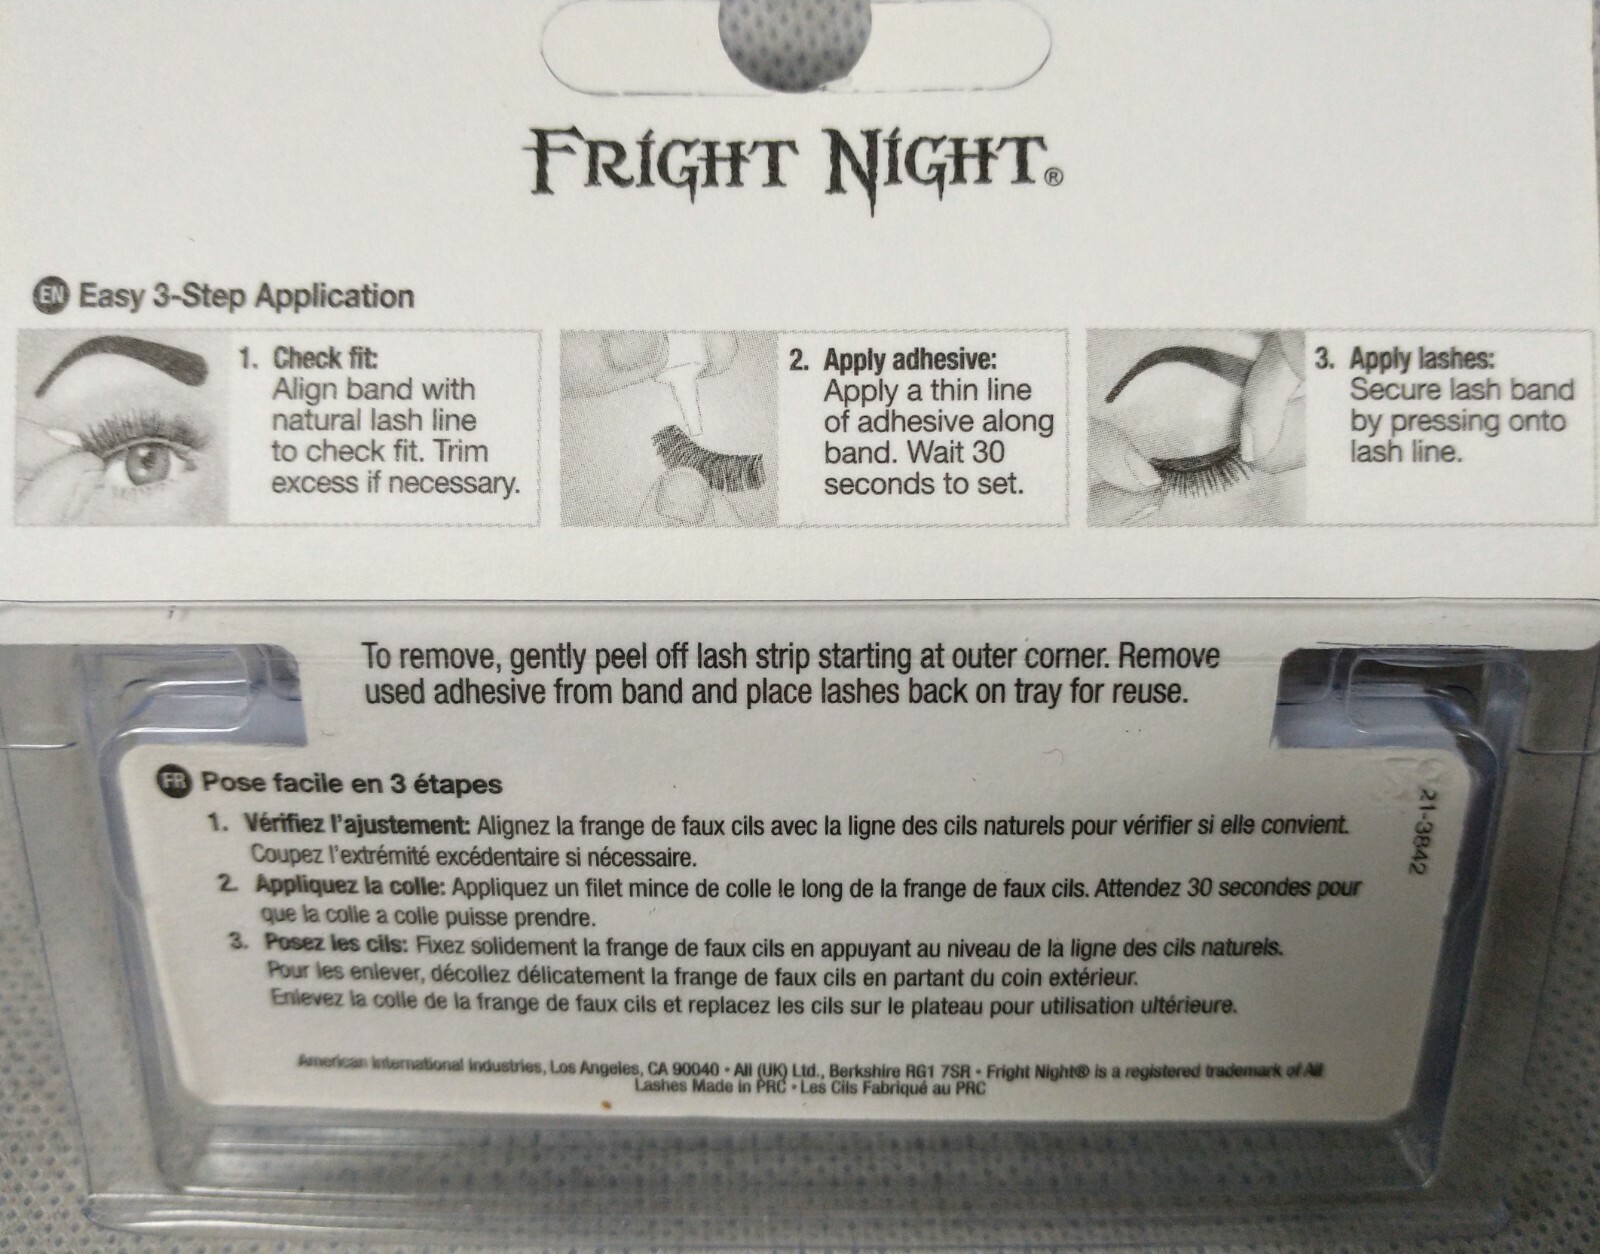 FRIGHT NIGHT®
EN Easy 3-Step Application
1. Check fit:
Align band with
natural lash line
to check fit. Trim
excess if necessary.
2. Apply adhesive:
Apply a thin line
of adhesive along
band. Wait 30
seconds to set.
3. Apply lashes:
Secure lash band
by pressing onto
lash line.
To remove, gently peel off lash strip starting at outer corner. Remove
used adhesive from band and place lashes back on tray for reuse.
FR Pose facile en 3 étapes
1. Vérifiez l'ajustement: Alignez la frange de faux cils avec la ligne des cils naturels pour vérifier si elle convient.
Coupez l'extrémité excédentaire si nécessaire.
2. Appliquez la colle: Appliquez un filet mince de colle le long de la frange de faux cils. Attendez 30 secondes pour
que la colle a colle puisse prendre.
3. Posez les cils: Fixez solidement la frange de faux cils en appuyant au niveau de la ligne des cils naturels.
Pour les enlever, décollez délicatement la frange de faux cils en partant du coin extérieur.
Enlevez la colle de la frange de faux cils et replacez les cils sur le plateau pour utilisation ultérieure.
21-3842
American International Industries, Los Angeles, CA 90040 • AII (UK) Ltd., Berkshire RG1 7SR • Fright Night® is a registered trademark of AII
Lashes Made in PRC • Les Cils Fabriqué au PRC